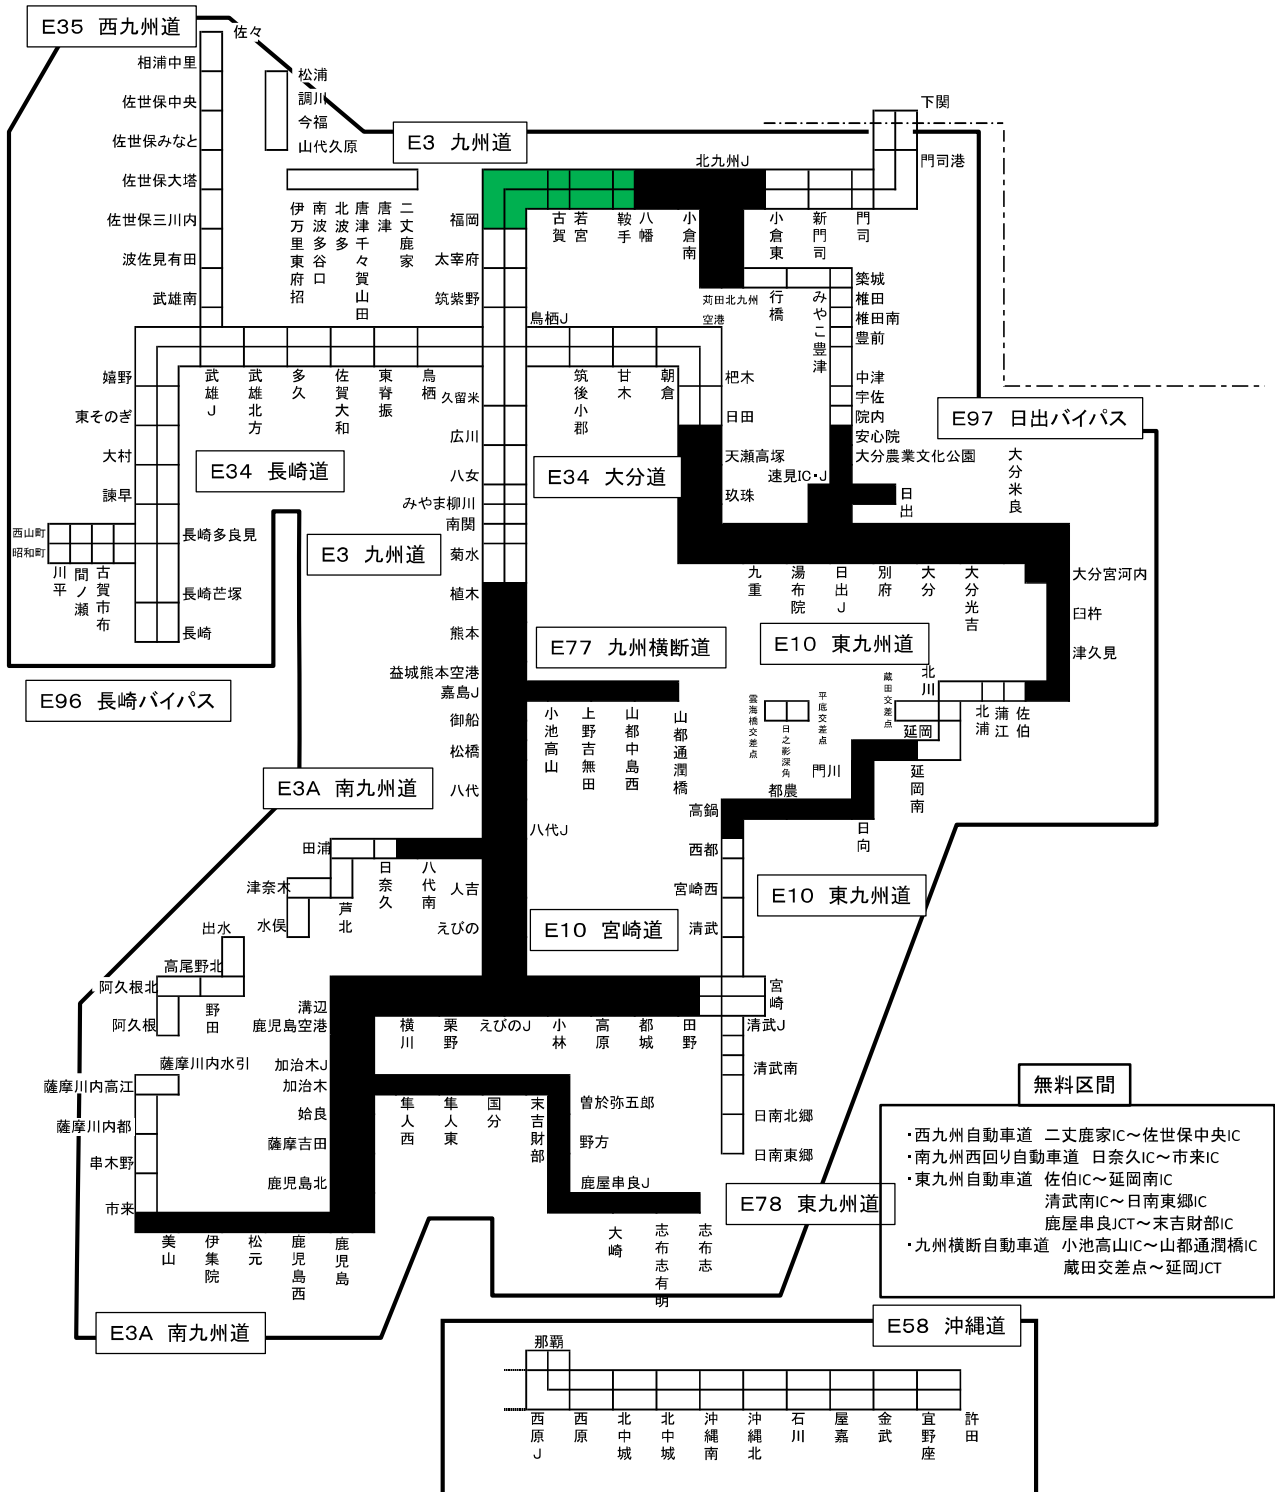 E35 西九州道
佐々
相浦中里
佐世保中央
佐世保みなと
佐世保大塔
佐世保三川内
波佐見有田
武雄南
松浦
調川
今福
山代久原
伊万里東府招
南波多谷口
北波多
唐津千々賀山田
唐津
二丈鹿家
E3 九州道
下関
門司港
北九州J
福岡
古賀
若宮
鞍手
八幡
小倉南
小倉東
新門司
門司
太宰府
筑紫野
鳥栖J
苅田北九州
空港
行橋
みやこ豊津
築城
椎田
椎田南
豊前
中津
宇佐
院内
安心院
大分農業文化公園
速見IC・J
日出
E97 日出バイパス
大分米良
嬉野
東そのぎ
大村
諫早
武雄J
武雄北方
多久
佐賀大和
東脊振
鳥栖
久留米
筑後小郡
甘木
朝倉
杷木
日田
天瀬高塚
玖珠
E34 長崎道
広川
八女
みやま柳川
南関
菊水
植木
熊本
益城熊本空港
嘉島J
御船
松橋
八代
E34 大分道
西山町
昭和町
川平
間ノ瀬
古賀市布
長崎多良見
長崎芒塚
長崎
E3 九州道
九重
湯布院
日出J
別府
大分
大分光吉
大分宮河内
臼杵
津久見
E96 長崎バイパス
E77 九州横断道
E10 東九州道
小池高山
上野吉無田
山都中島西
山都通潤橋
雲海橋交差点
日之影深角
平底交差点
蔵田交差点
北川
北浦
蒲江
佐伯
延岡
延岡南
門川
都農
日向
高鍋
西都
宮崎西
清武
E3A 南九州道
八代J
田浦
日奈久
八代南
人吉
えびの
津奈木
水俣
芦北
E10 宮崎道
E10 東九州道
出水
高尾野北
阿久根北
阿久根
野田
溝辺
鹿児島空港
横川
栗野
えびのJ
小林
高原
都城
田野
宮崎
清武J
清武南
日南北郷
日南東郷
薩摩川内水引
薩摩川内高江
薩摩川内都
串木野
市来
加治木J
加治木
姶良
薩摩吉田
鹿児島北
隼人西
隼人東
国分
末吉財部
曽於弥五郎
野方
鹿屋串良J
美山
伊集院
松元
鹿児島西
鹿児島
大崎
志布志有明
志布志
E78 東九州道
無料区間
・西九州自動車道 二丈鹿家IC～佐世保中央IC
・南九州西回り自動車道 日奈久IC～市来IC
・東九州自動車道 佐伯IC～延岡南IC
清武南IC～日南東郷IC
鹿屋串良JCT～末吉財部IC
・九州横断自動車道 小池高山IC～山都通潤橋IC
蔵田交差点～延岡JCT
E3A 南九州道
E58 沖縄道
那覇
西原J
西原
北中城
北中城
沖縄南
沖縄北
石川
屋嘉
金武
宜野座
許田